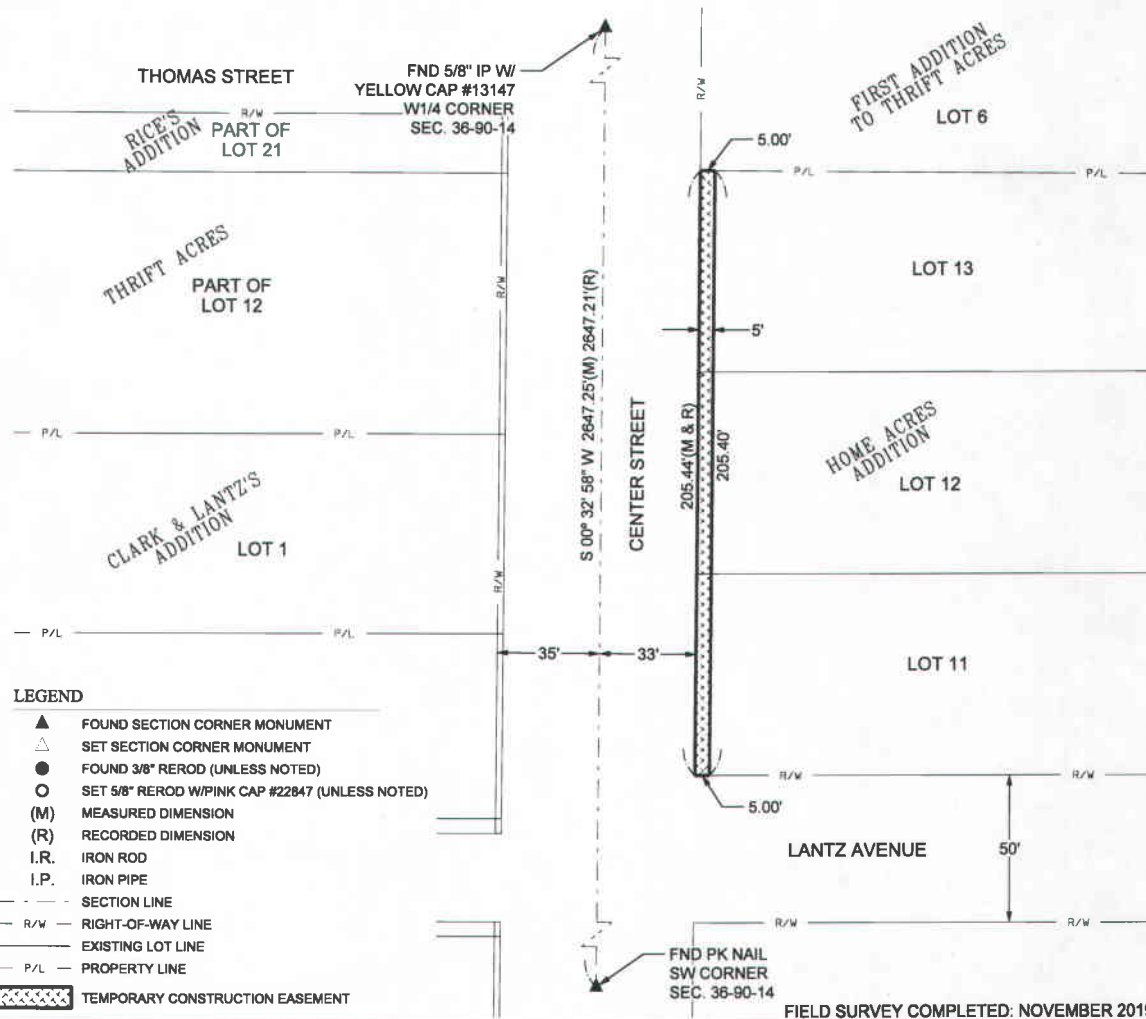 THOMAS STREET
FND 5/8" IP W/
YELLOW CAP #13147
W1/4 CORNER
SEC. 36-90-14
R/W
RICE'S
ADDITION
PART OF
LOT 21
R/W
FIRST ADDITION
TO THRIFT ACRES
LOT 6
5.00'
P/L
P/L
THRIFT ACRES
PART OF
LOT 12
R/W
S 00° 32' 58" W 2647.25'(M) 2647.21'(R)
CENTER STREET
5'
205.44'(M & R)
205.40'
LOT 13
HOME ACRES
ADDITION
LOT 12
P/L
P/L
CLARK & LANTZ'S
ADDITION
LOT 1
R/W
P/L
P/L
35'
33'
LOT 11
R/W
R/W
5.00'
LANTZ AVENUE
50'
R/W
R/W
FND PK NAIL
SW CORNER
SEC. 36-90-14
LEGEND
FOUND SECTION CORNER MONUMENT
SET SECTION CORNER MONUMENT
FOUND 3/8" REROD (UNLESS NOTED)
SET 5/8" REROD W/PINK CAP #22847 (UNLESS NOTED)
(M) MEASURED DIMENSION
(R) RECORDED DIMENSION
I.R. IRON ROD
I.P. IRON PIPE
SECTION LINE
R/W RIGHT-OF-WAY LINE
EXISTING LOT LINE
P/L PROPERTY LINE
TEMPORARY CONSTRUCTION EASEMENT
FIELD SURVEY COMPLETED: NOVEMBER 2019